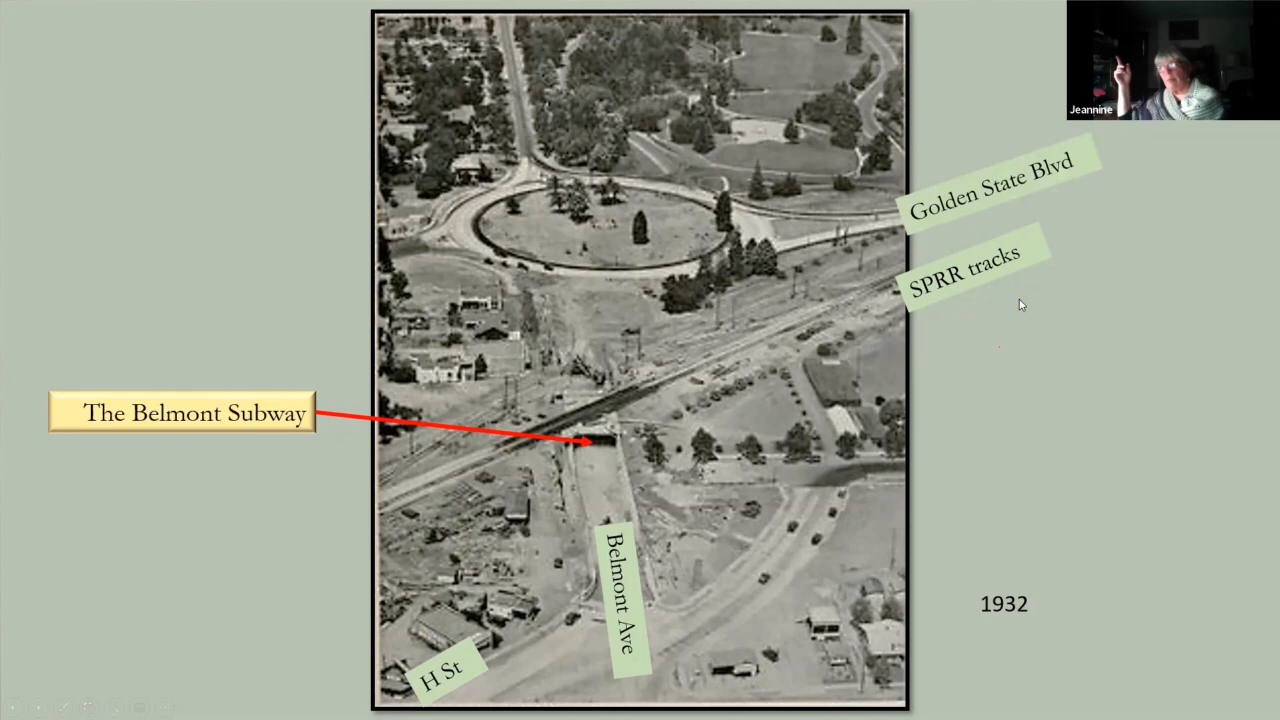 Jeannine
Golden State Blvd
SPRR tracks
The Belmont Subway
Belmont Ave
1932
H St